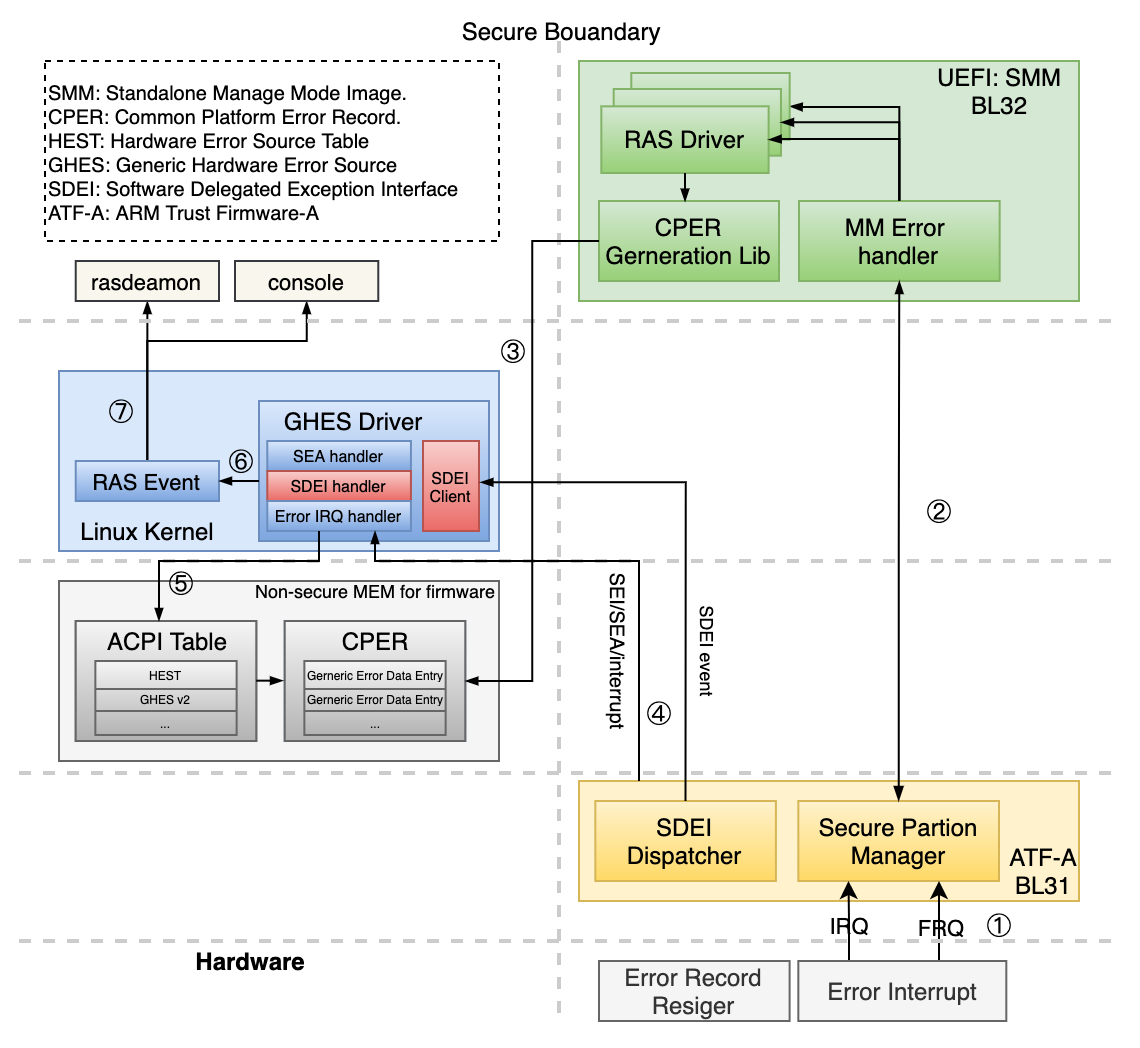 Secure Bouandary
SMM: Standalone Manage Mode Image.
CPER: Common Platform Error Record.
HEST: Hardware Error Source Table
GHES: Generic Hardware Error Source
SDEI: Software Delegated Exception Interface
ATF-A: ARM Trust Firmware-A
UEFI: SMM
BL32
RAS Driver
CPER
Gerneration Lib
MM Error
handler
rasdeamon
console
③
⑦
GHES Driver
SEA handler
SDEI handler
Error IRQ handler
SDEI
Client
⑥
RAS Event
Linux Kernel
②
⑤
Non-secure MEM for firmware
ACPI Table
HEST
GHES v2
...
CPER
Gerneric Error Data Entry
Gerneric Error Data Entry
...
SEI/SEA/interrupt
SDEI event
④
SDEI
Dispatcher
Secure Partion
Manager
ATF-A
BL31
IRQ
FRQ
①
Hardware
Error Record
Resiger
Error Interrupt